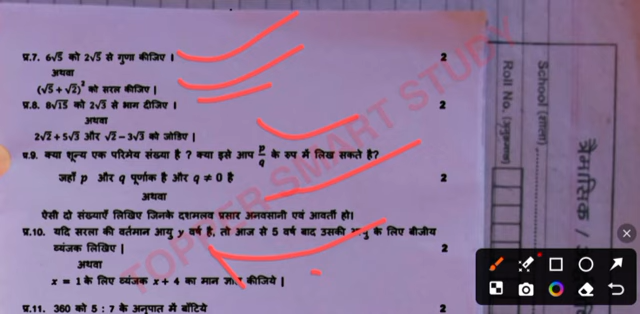 प्र.7. 6√5 को 2√5 से गुणा कीजिए । 2
अथवा
(√5 + √2)² को सरल कीजिए ।
प्र.8. 8√15 को 2√3 से भाग दीजिए । 2
अथवा
2√2 + 5√3 और √2 − 3√3 को जोडिए ।
प्र.9. क्या शून्य एक परिमेय संख्या है ? क्या इसे आप p/q के रुप में लिख सकते है?
जहाँ p और q पूर्णाक है और q ≠ 0 है 2
अथवा
ऐसी दो संख्याएँ लिखिए जिनके दशमलव प्रसार अनवसानी एवं आवर्ती हो।
प्र.10. यदि सरला की वर्तमान आयु y वर्ष है, तो आज से 5 वर्ष बाद उसकी के लिए बीजीय
व्यंजक लिखिए | 2
अथवा
x = 1 के लिए व्यंजक x + 4 का मान ज्ञात कीजिये |
प्र.11. 360 को 5 : 7 के अनुपात में बाँटिये 2
TOPPER SMART STUDY
Roll No. (अनुक्रमांक)
School (शाला)
त्रैमासिक /